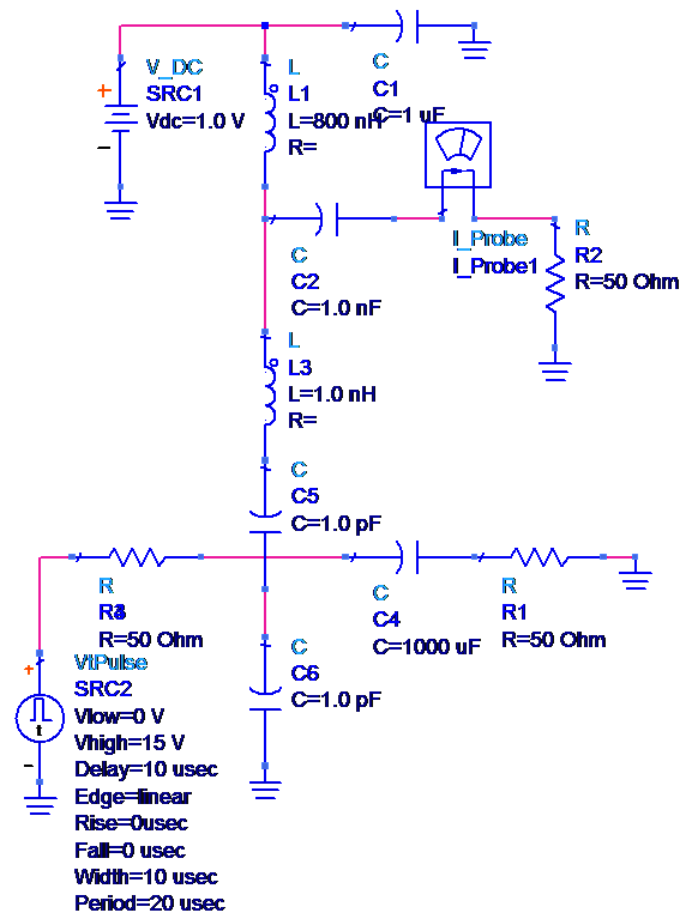 V_DC
SRC1
Vdc=1.0 V
L
L1
L=800 nH
R=
C
C1
C=1 uF
I_Probe
I_Probe1
R
R2
R=50 Ohm
C
C2
C=1.0 nF
L
L3
L=1.0 nH
R=
C
C5
C=1.0 pF
R
R=50 Ohm
C
C4
C=1000 uF
R
R1
R=50 Ohm
C
C6
C=1.0 pF
VtPulse
SRC2
t
Vlow=0 V
Vhigh=15 V
Delay=10 usec
Edge=linear
Rise=0usec
Fall=0 usec
Width=10 usec
Period=20 usec